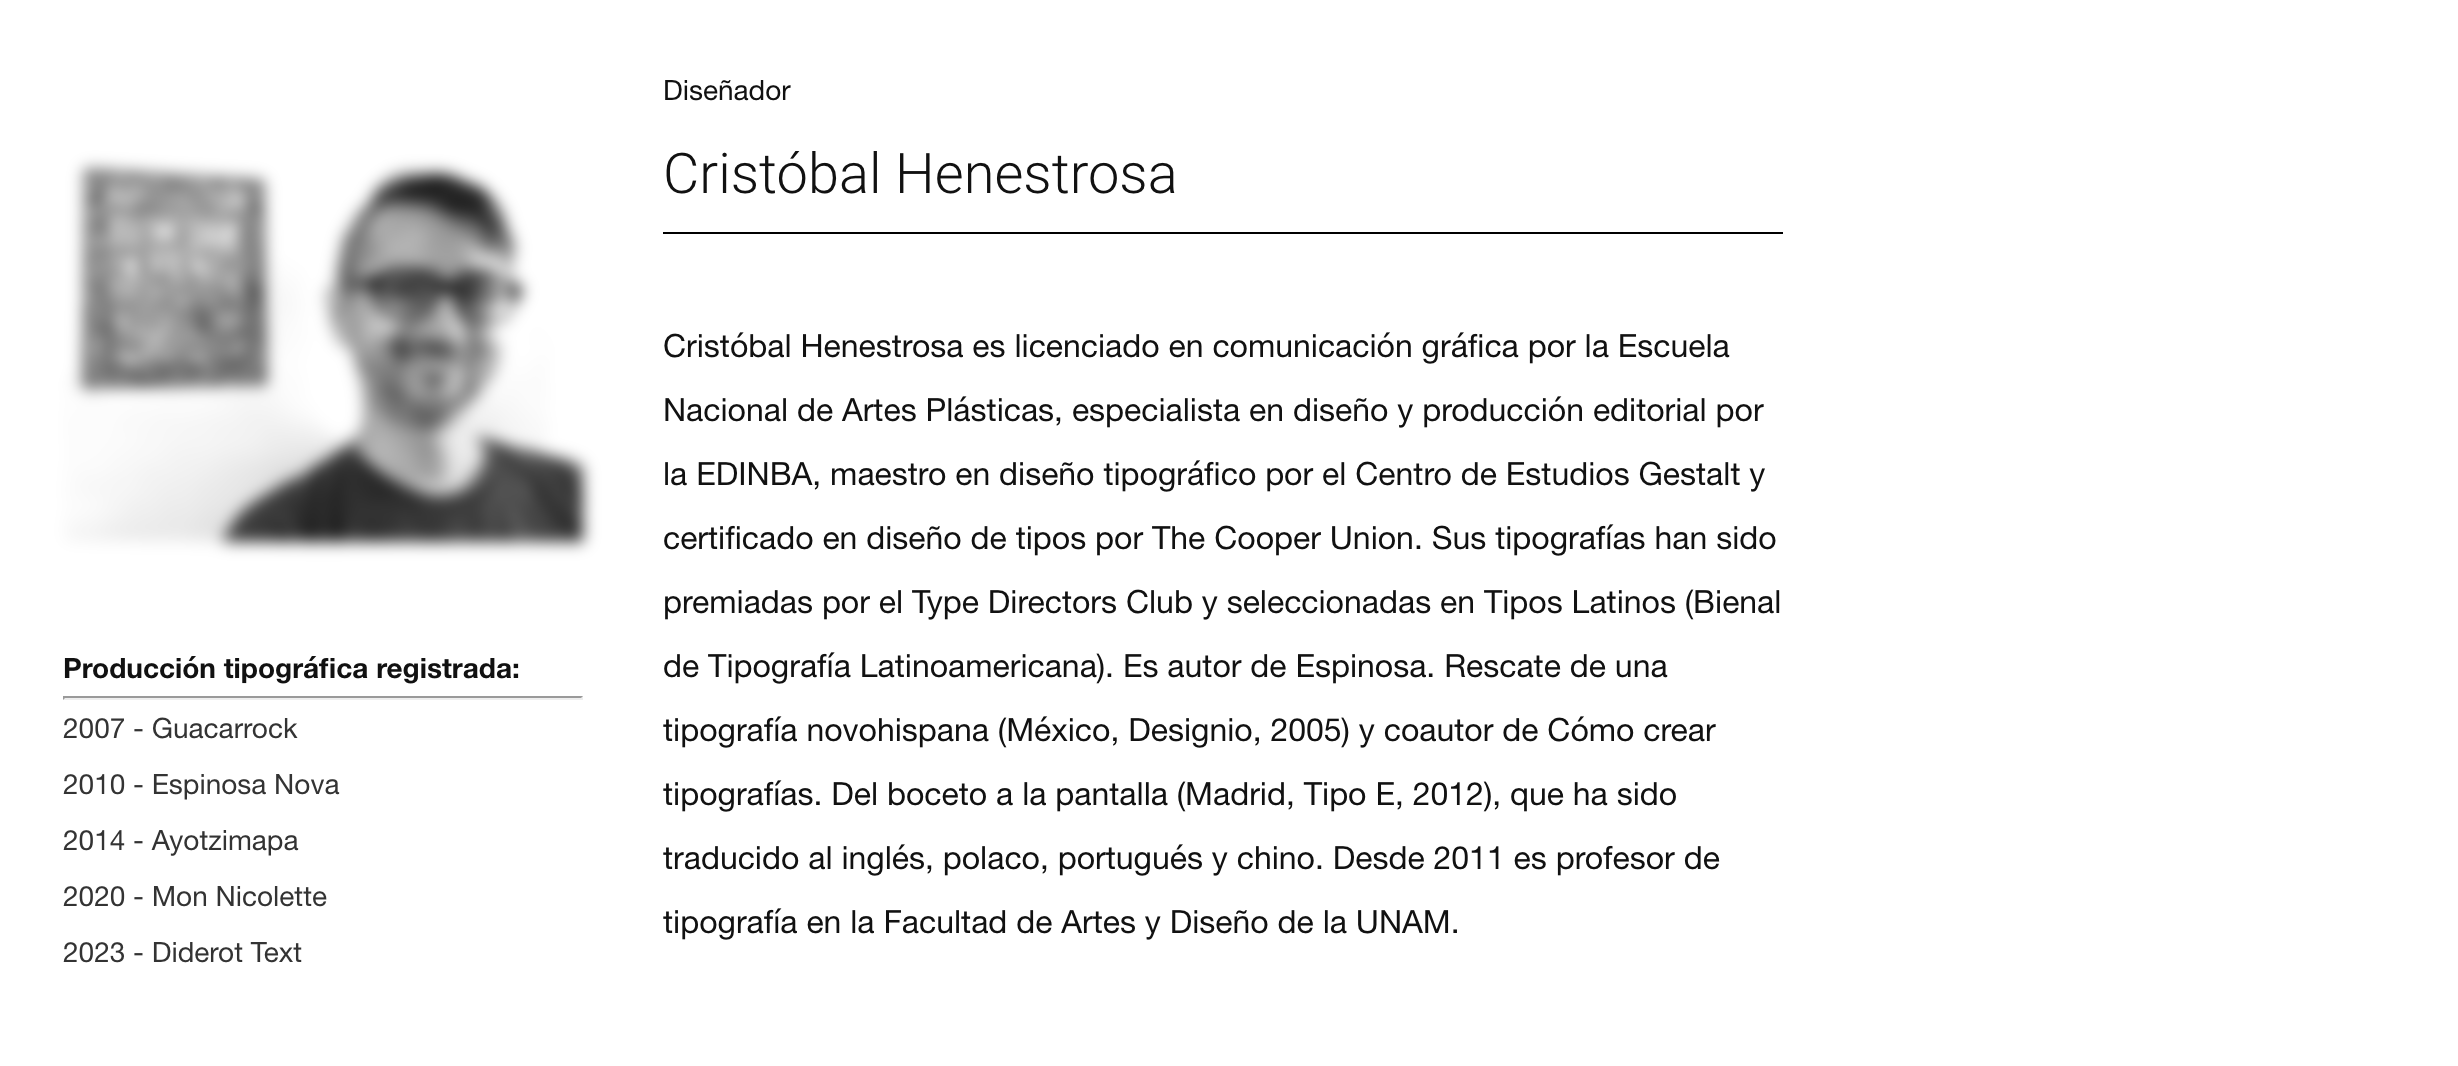 Diseñador
Cristóbal Henestrosa
Cristóbal Henestrosa es licenciado en comunicación gráfica por la Escuela
Nacional de Artes Plásticas, especialista en diseño y producción editorial por
la EDINBA, maestro en diseño tipográfico por el Centro de Estudios Gestalt y
certificado en diseño de tipos por The Cooper Union. Sus tipografías han sido
premiadas por el Type Directors Club y seleccionadas en Tipos Latinos (Bienal
de Tipografía Latinoamericana). Es autor de Espinosa. Rescate de una
tipografía novohispana (México, Designio, 2005) y coautor de Cómo crear
tipografías. Del boceto a la pantalla (Madrid, Tipo E, 2012), que ha sido
traducido al inglés, polaco, portugués y chino. Desde 2011 es profesor de
tipografía en la Facultad de Artes y Diseño de la UNAM.
Producción tipográfica registrada:
2007 - Guacarrock
2010 - Espinosa Nova
2014 - Ayotzimapa
2020 - Mon Nicolette
2023 - Diderot Text